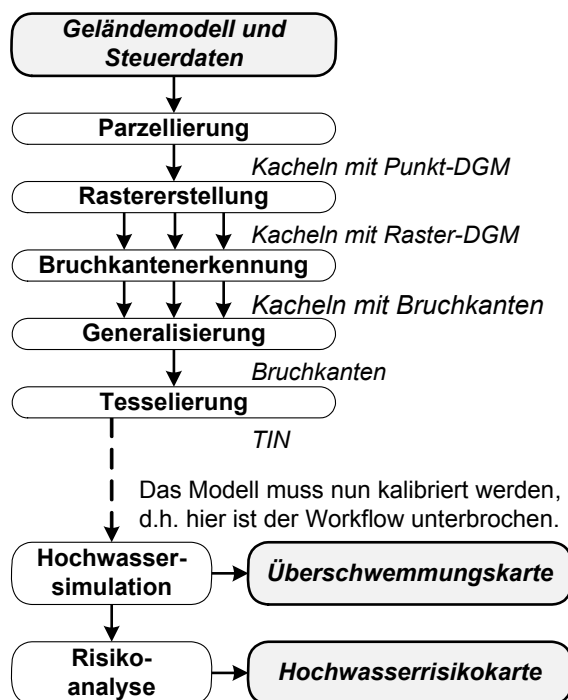 Geländemodell und
Steuerdaten
Parzellierung
Kacheln mit Punkt-DGM
Rastererstellung
Kacheln mit Raster-DGM
Bruchkantenerkennung
Kacheln mit Bruchkanten
Generalisierung
Bruchkanten
Tesselierung
TIN
Das Modell muss nun kalibriert werden,
d.h. hier ist der Workflow unterbrochen.
Hochwasser-
simulation
Überschwemmungskarte
Risiko-
analyse
Hochwasserrisikokarte